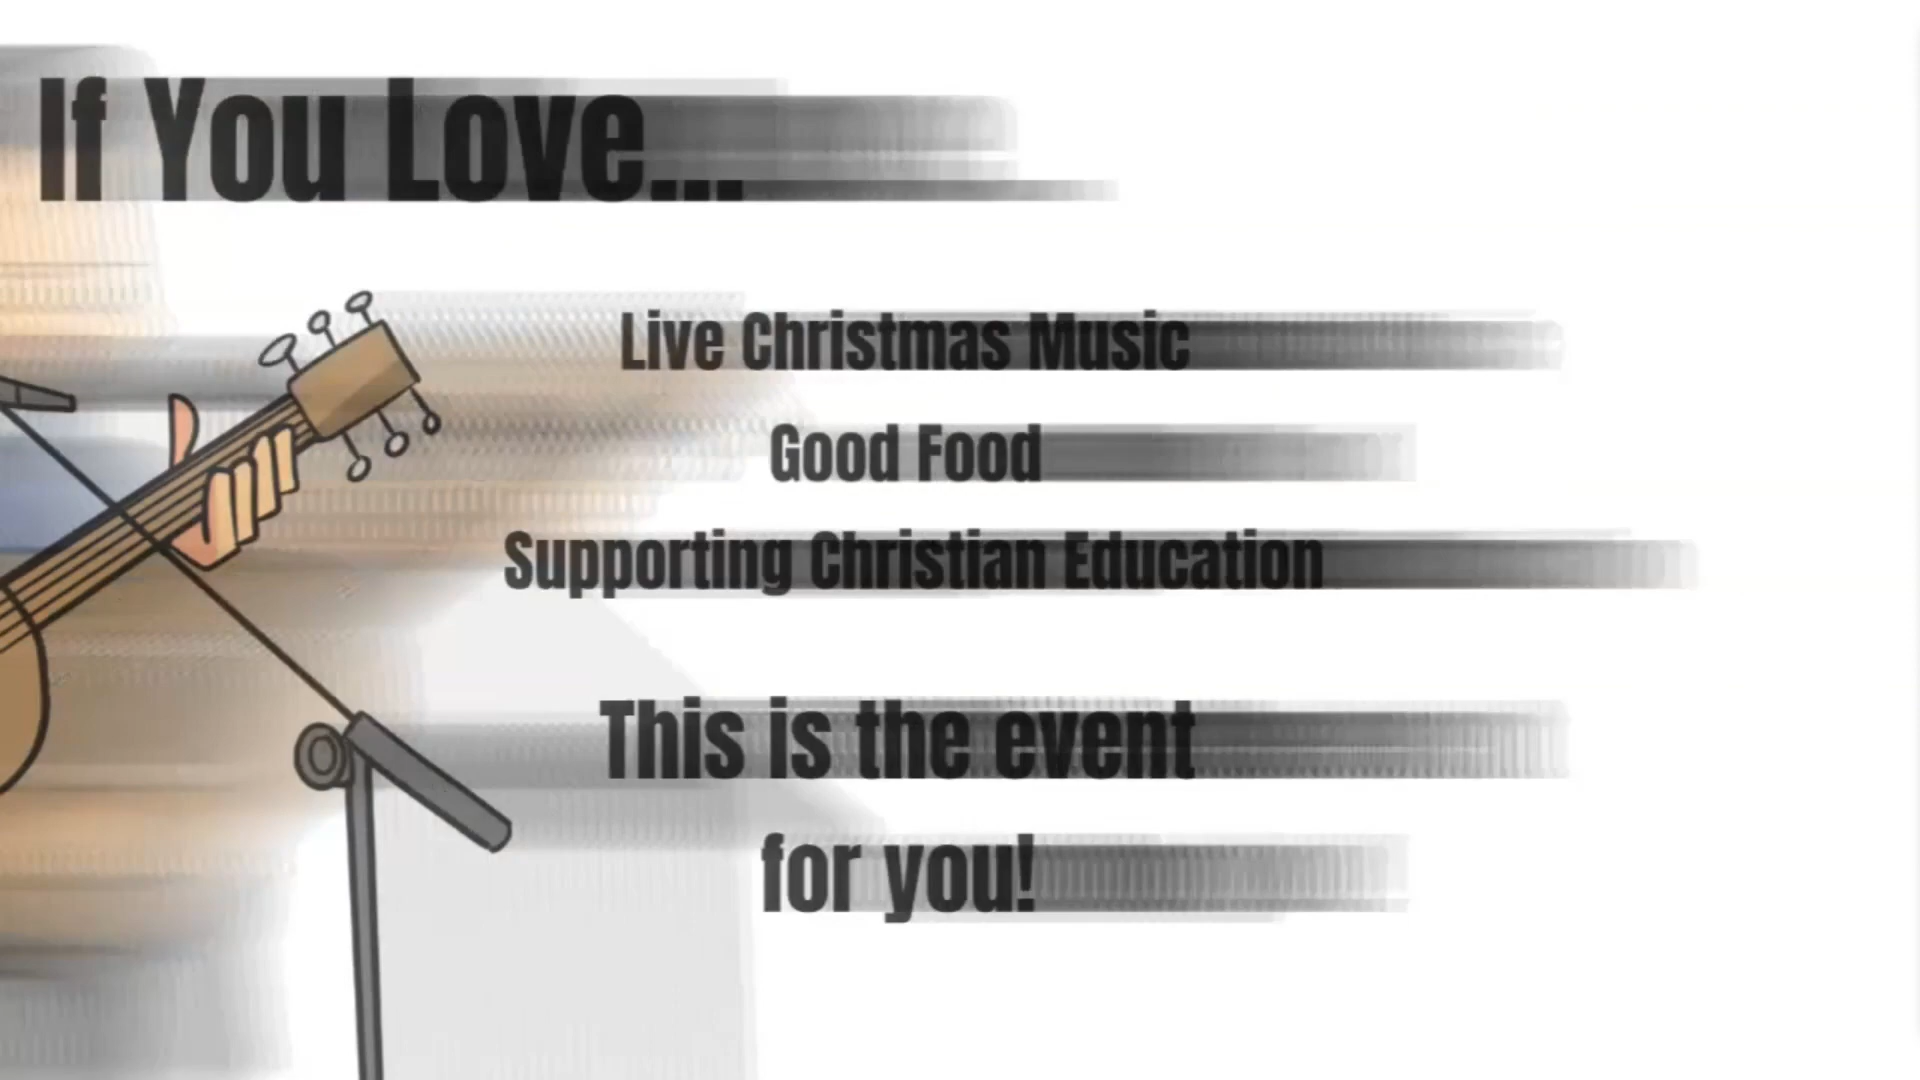 If You Love...
Live Christmas Music
Good Food
Supporting Christian Education
This is the event
for you!